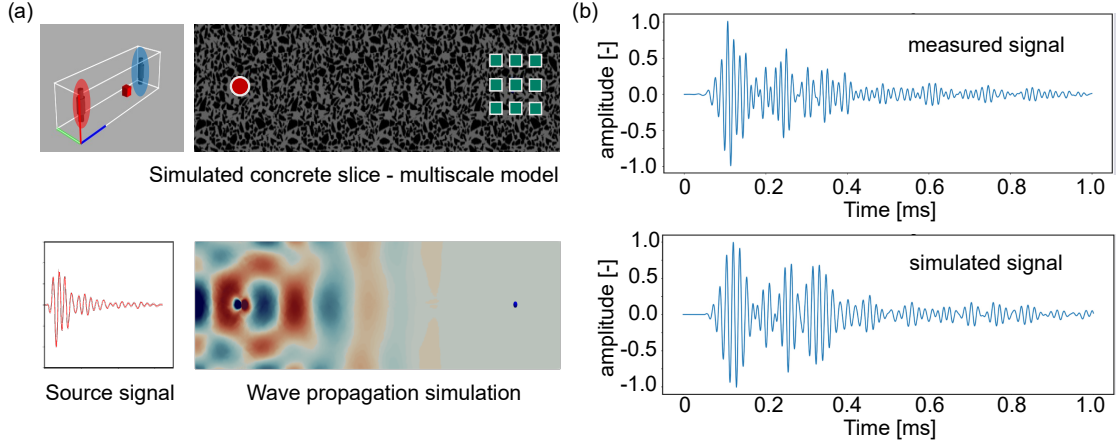 (a)
Simulated concrete slice - multiscale model
Source signal
Wave propagation simulation
(b)
measured signal
amplitude [-]
1.0
0.5
0.0
-0.5
-1.0
0
0.2
0.4
0.6
0.8
1.0
Time [ms]
simulated signal
amplitude [-]
1.0
0.5
0.0
-0.5
-1.0
0
0.2
0.4
0.6
0.8
1.0
Time [ms]